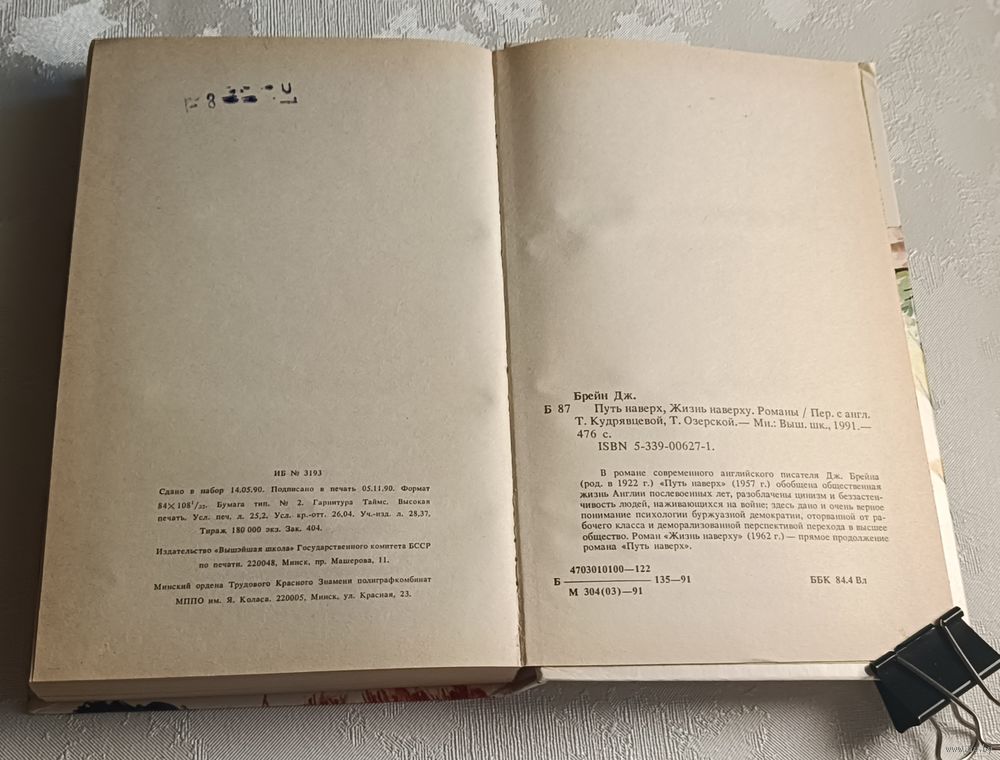 ИБ № 3193
Сдано в набор 14.05.90. Подписано в печать 05.11.90. Формат
84×108¹/₃₂. Бумага тип. № 2. Гарнитура Таймс. Высокая
печать. Усл. печ. л. 25,2. Усл. кр.-отт. 26,04. Уч.-изд. л. 28,37.
Тираж 180 000 экз. Зак. 404.
Издательство «Вышэйшая школа» Государственного комитета БССР
по печати. 220048, Минск, пр. Машерова, 11.
Минский ордена Трудового Красного Знамени полиграфкомбинат
МППО им. Я. Коласа. 220005, Минск, ул. Красная, 23.
Брейн Дж.
Б 87 Путь наверх, Жизнь наверху. Романы / Пер. с англ.
Т. Кудрявцевой, Т. Озерской.— Мн.: Выш. шк., 1991.—
476 с.
ISBN 5-339-00627-1.
В романе современного английского писателя Дж. Брейна
(род. в 1922 г.) «Путь наверх» (1957 г.) обобщена общественная
жизнь Англии послевоенных лет, разоблачены цинизм и беззастен-
чивость людей, наживающихся на войне; здесь дано и очень верное
понимание психологии буржуазной демократии, оторванной от ра-
бочего класса и деморализованной перспективой перехода в высшее
общество. Роман «Жизнь наверху» (1962 г.) — прямое продолжение
романа «Путь наверх».
4703010100—122
Б 135—91 ББК 84.4 Вл
М 304(03)—91